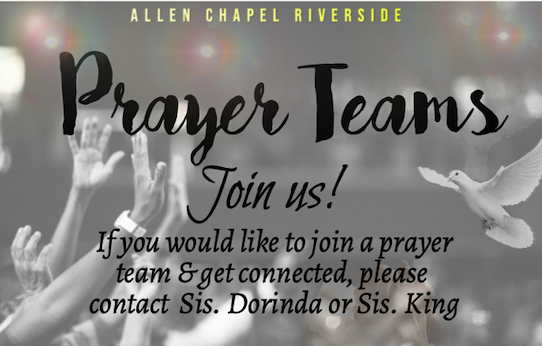 ALLEN CHAPEL RIVERSIDE
Prayer Teams
Join us!
If you would like to join a prayer
team & get connected, please
contact Sis. Dorinda or Sis. King